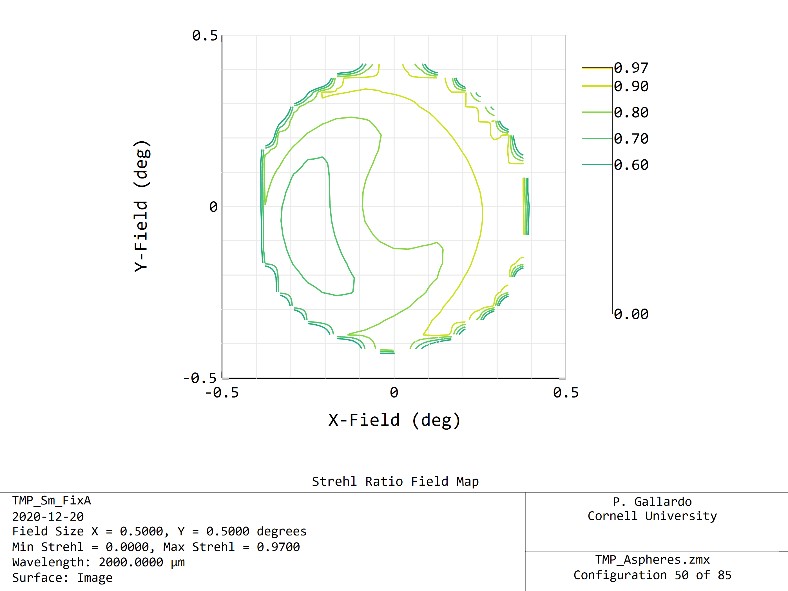 0.5
0
-0.5
Y-Field (deg)
-0.5
0
0.5
X-Field (deg)
0.97
0.90
0.80
0.70
0.60
0.00
Strehl Ratio Field Map
TMP_Sm_FixA
2020-12-20
Field Size X = 0.5000, Y = 0.5000 degrees
Min Strehl = 0.0000, Max Strehl = 0.9700
Wavelength: 2000.0000 µm
Surface: Image
P. Gallardo
Cornell University
TMP_Aspheres.zmx
Configuration 50 of 85